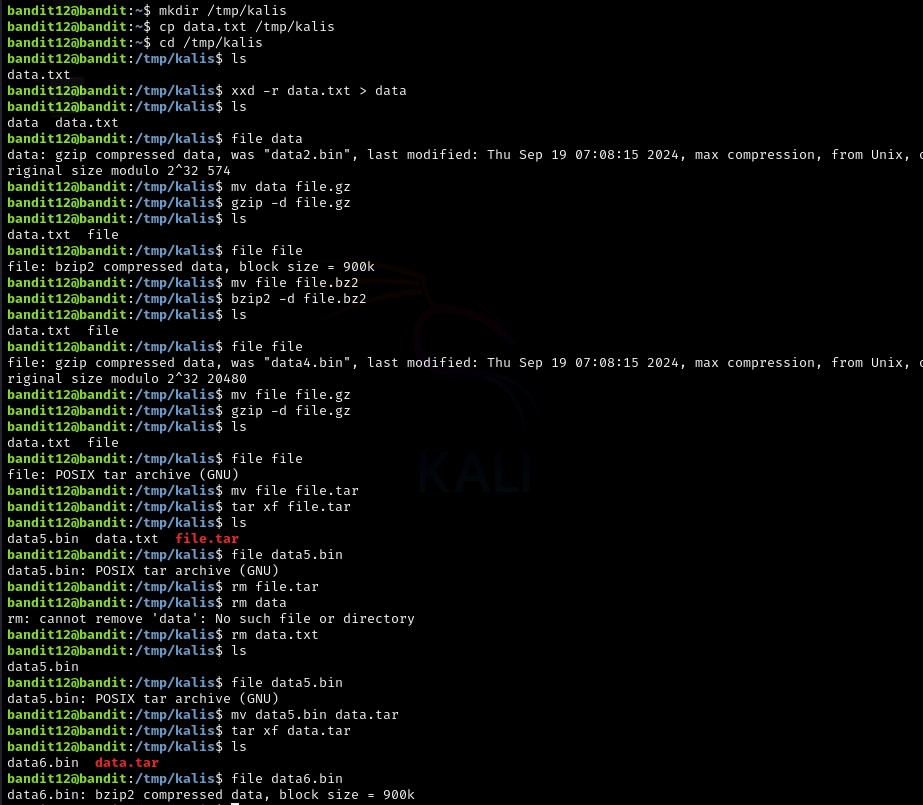 bandit12@bandit:~$ mkdir /tmp/kalis
bandit12@bandit:~$ cp data.txt /tmp/kalis
bandit12@bandit:~$ cd /tmp/kalis
bandit12@bandit:/tmp/kalis$ ls
data.txt
bandit12@bandit:/tmp/kalis$ xxd -r data.txt > data
bandit12@bandit:/tmp/kalis$ ls
data  data.txt
bandit12@bandit:/tmp/kalis$ file data
data: gzip compressed data, was "data2.bin", last modified: Thu Sep 19 07:08:15 2024, max compression, from Unix, o
riginal size modulo 2^32 574
bandit12@bandit:/tmp/kalis$ mv data file.gz
bandit12@bandit:/tmp/kalis$ gzip -d file.gz
bandit12@bandit:/tmp/kalis$ ls
data.txt  file
bandit12@bandit:/tmp/kalis$ file file
file: bzip2 compressed data, block size = 900k
bandit12@bandit:/tmp/kalis$ mv file file.bz2
bandit12@bandit:/tmp/kalis$ bzip2 -d file.bz2
bandit12@bandit:/tmp/kalis$ ls
data.txt  file
bandit12@bandit:/tmp/kalis$ file file
file: gzip compressed data, was "data4.bin", last modified: Thu Sep 19 07:08:15 2024, max compression, from Unix, o
riginal size modulo 2^32 20480
bandit12@bandit:/tmp/kalis$ mv file file.gz
bandit12@bandit:/tmp/kalis$ gzip -d file.gz
bandit12@bandit:/tmp/kalis$ ls
data.txt  file
bandit12@bandit:/tmp/kalis$ file file
file: POSIX tar archive (GNU)
bandit12@bandit:/tmp/kalis$ mv file file.tar
bandit12@bandit:/tmp/kalis$ tar xf file.tar
bandit12@bandit:/tmp/kalis$ ls
data5.bin  data.txt  file.tar
bandit12@bandit:/tmp/kalis$ file data5.bin
data5.bin: POSIX tar archive (GNU)
bandit12@bandit:/tmp/kalis$ rm file.tar
bandit12@bandit:/tmp/kalis$ rm data
rm: cannot remove 'data': No such file or directory
bandit12@bandit:/tmp/kalis$ rm data.txt
bandit12@bandit:/tmp/kalis$ ls
data5.bin
bandit12@bandit:/tmp/kalis$ file data5.bin
data5.bin: POSIX tar archive (GNU)
bandit12@bandit:/tmp/kalis$ mv data5.bin data.tar
bandit12@bandit:/tmp/kalis$ tar xf data.tar
bandit12@bandit:/tmp/kalis$ ls
data6.bin  data.tar
bandit12@bandit:/tmp/kalis$ file data6.bin
data6.bin: bzip2 compressed data, block size = 900k
KALI